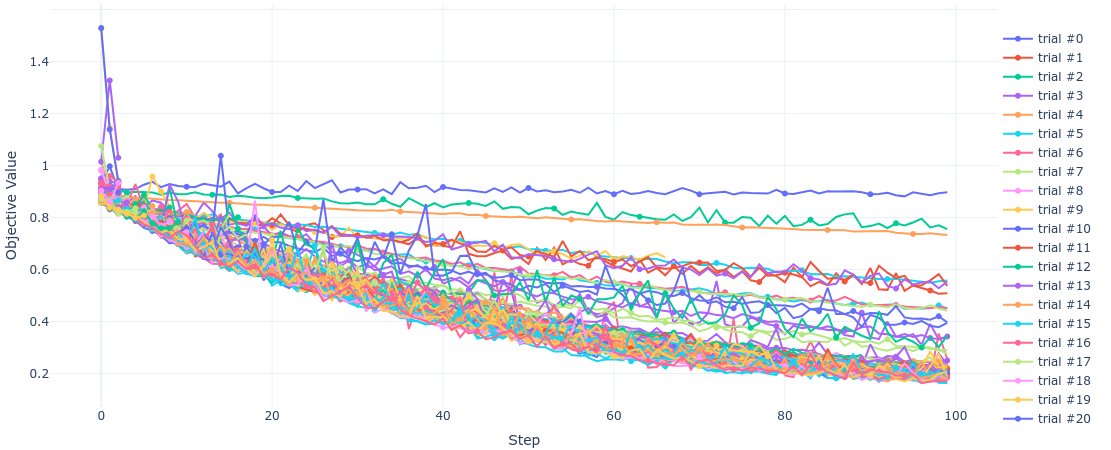 Objective Value
1.4
1.2
1
0.8
0.6
0.4
0.2
0
20
40
60
80
100
Step
trial #0
trial #1
trial #2
trial #3
trial #4
trial #5
trial #6
trial #7
trial #8
trial #9
trial #10
trial #11
trial #12
trial #13
trial #14
trial #15
trial #16
trial #17
trial #18
trial #19
trial #20